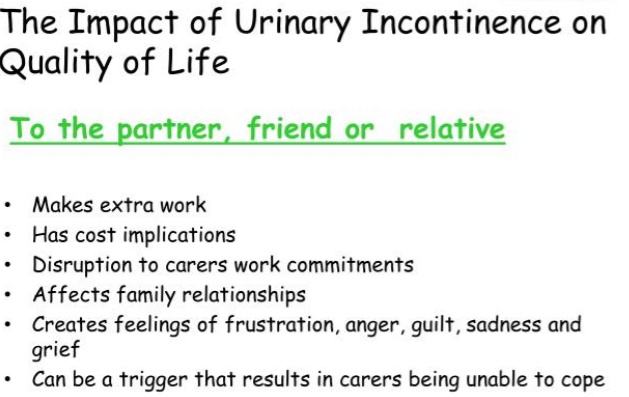 The Impact of Urinary Incontinence on
Quality of Life
To the partner, friend or relative
• Makes extra work
• Has cost implications
• Disruption to carers work commitments
• Affects family relationships
• Creates feelings of frustration, anger, guilt, sadness and
grief
• Can be a trigger that results in carers being unable to cope